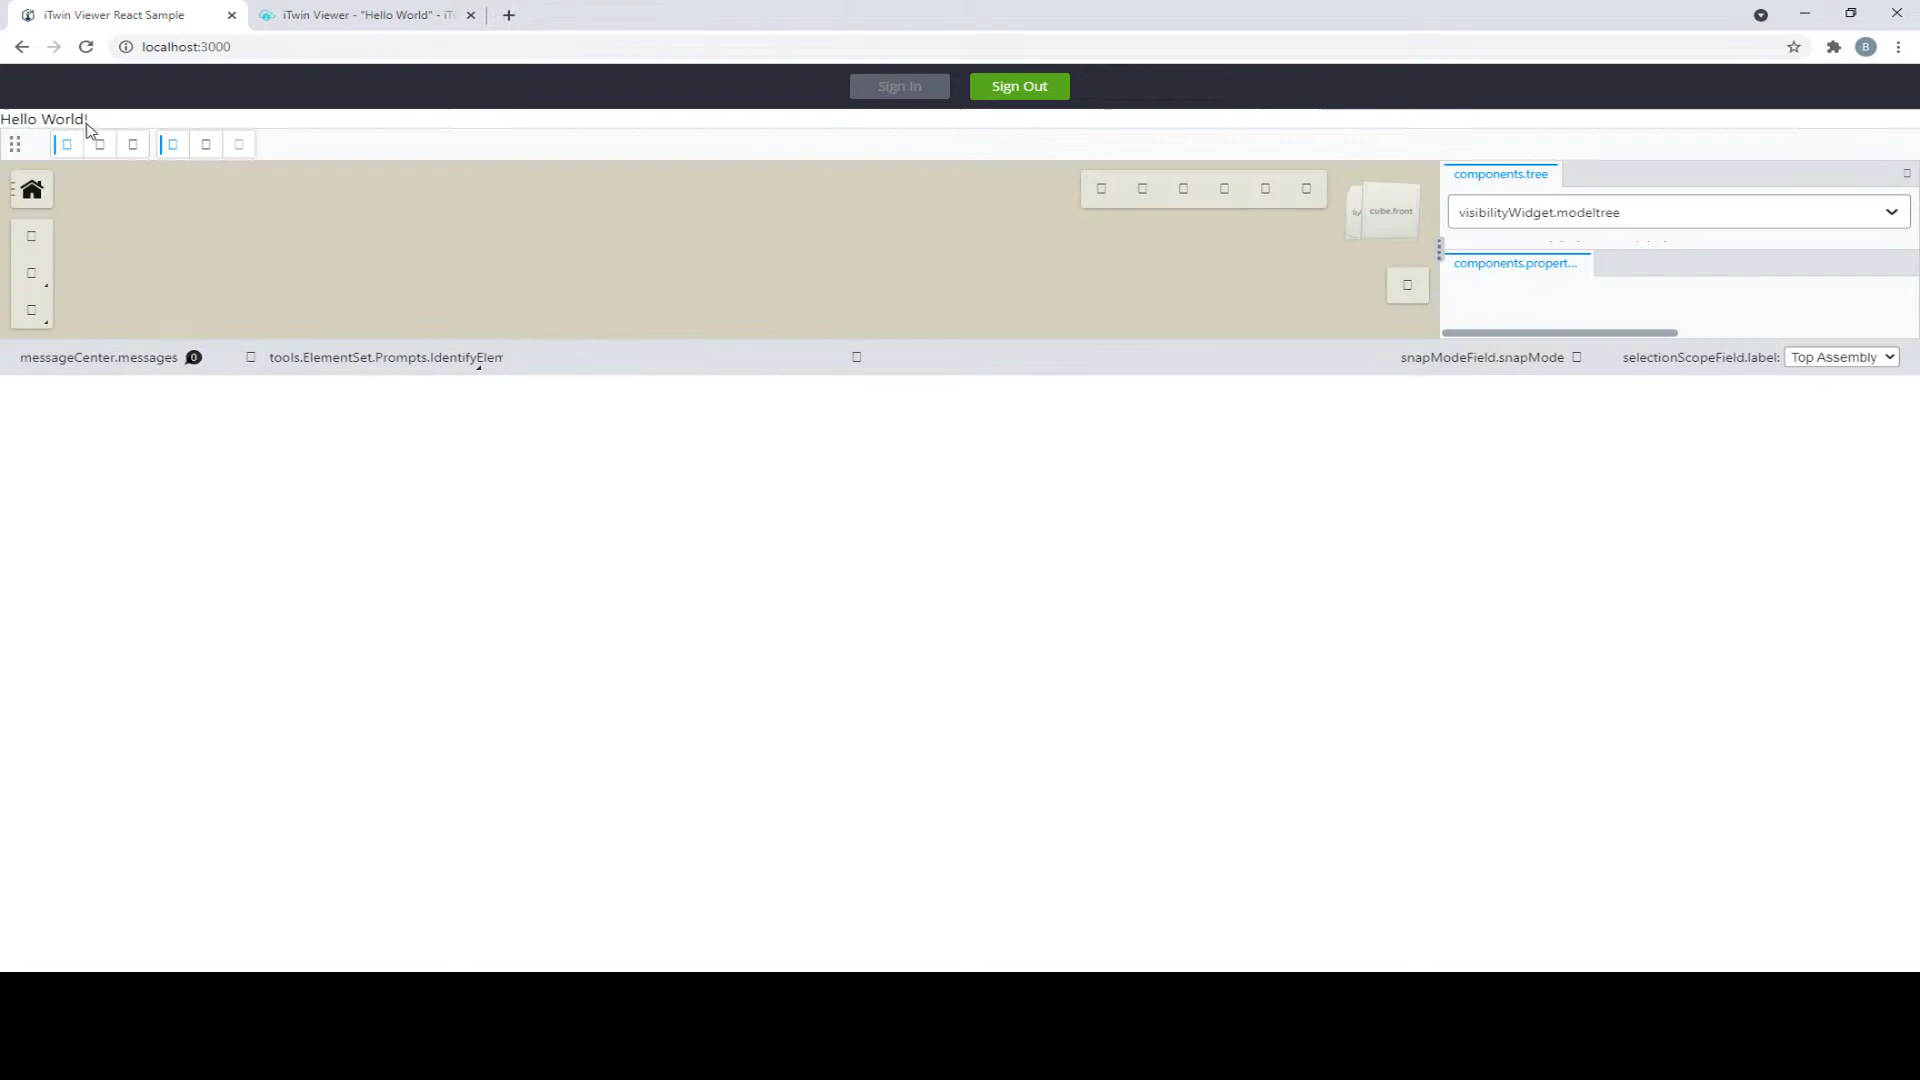 iTwin Viewer React Sample
iTwin Viewer - "Hello World" - iT
localhost:3000
B
Sign In
Sign Out
Hello World!
components.tree
cube.front
visibilityWidget.modeltree
components.propert...
messageCenter.messages 0
tools.ElementSet.Prompts.IdentifyElem
snapModeField.snapMode
selectionScopeField.label: Top Assembly